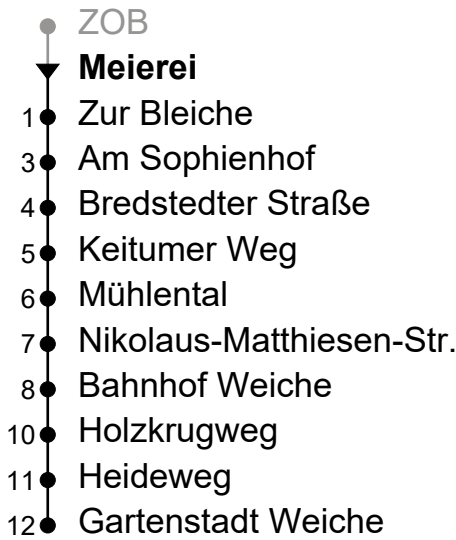 ZOB
Meierei
1 Zur Bleiche
3 Am Sophienhof
4 Bredstedter Straße
5 Keitumer Weg
6 Mühlental
7 Nikolaus-Matthiesen-Str.
8 Bahnhof Weiche
10 Holzkrugweg
11 Heideweg
12 Gartenstadt Weiche